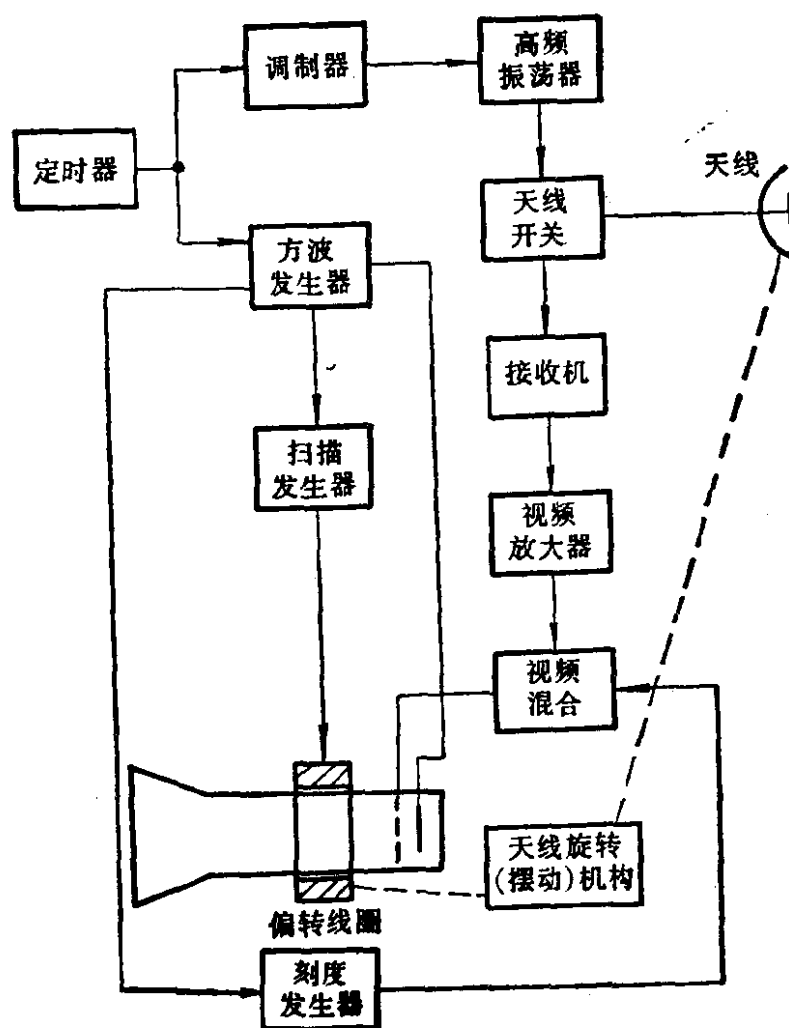 调制器
高频
振荡器
定时器
天线
开关
天线
方波
发生器
接收机
扫描
发生器
视频
放大器
视频
混合
天线旋转
(摆动)机构
偏转线圈
刻度
发生器